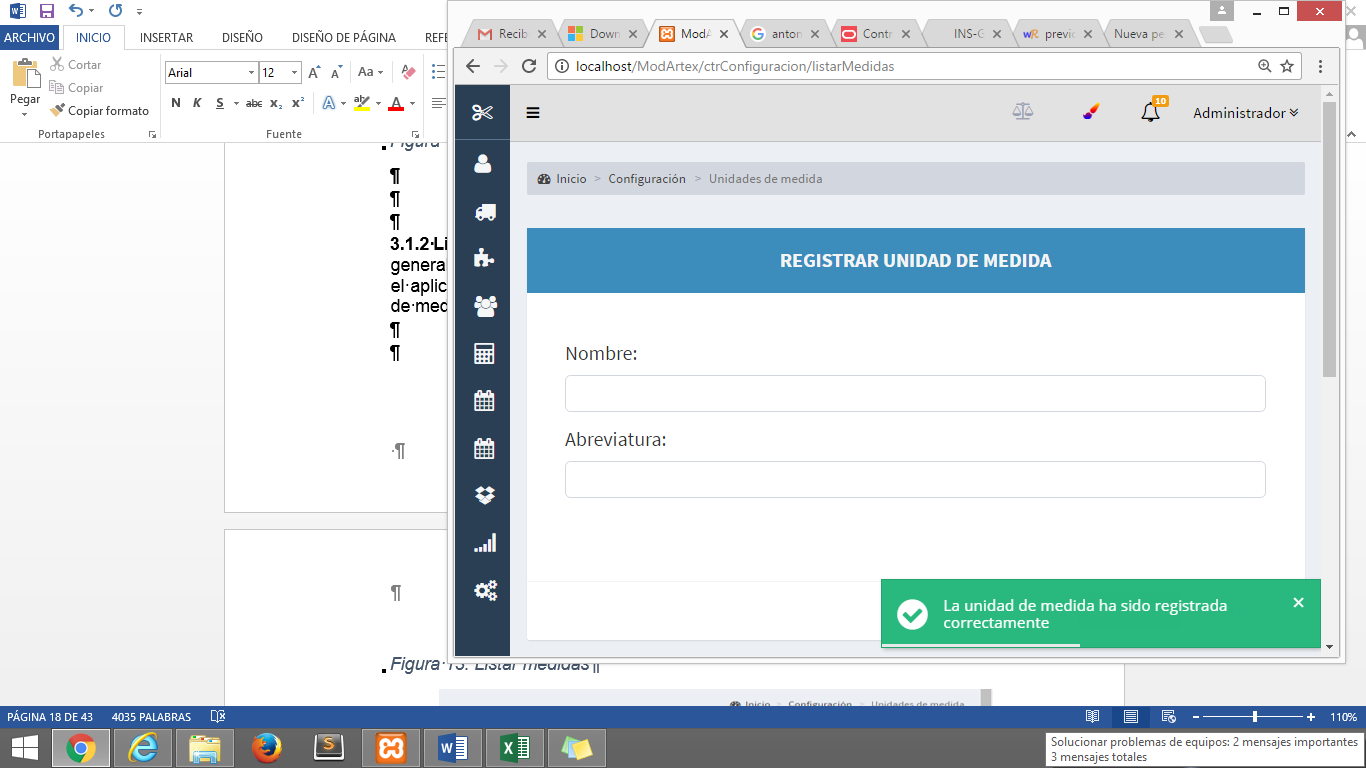 ARCHIVO INICIO INSERTAR DISEÑO DISEÑO DE PÁGINA REFE
Pegar
Cortar
Copiar
Copiar formato
Portapapeles
Arial 12
N K S abc x₂ x²
Fuente
Recib Down ModA anton Contr INS-G previo Nueva pe
localhost/ModArtex/ctrConfiguracion/listarMedidas
10
Administrador
Inicio > Configuración > Unidades de medida
REGISTRAR UNIDAD DE MEDIDA
Nombre:
Abreviatura:
La unidad de medida ha sido registrada
correctamente
¶
¶
¶
3.1.2·Li
genera
el·aplic
de·med
¶
¶
·¶
¶
Figura·15. Listar medidas¶
Inicio > Configuración > Unidades de medida
PÁGINA 18 DE 43 4035 PALABRAS 110%
Solucionar problemas de equipos: 2 mensajes importantes
3 mensajes totales